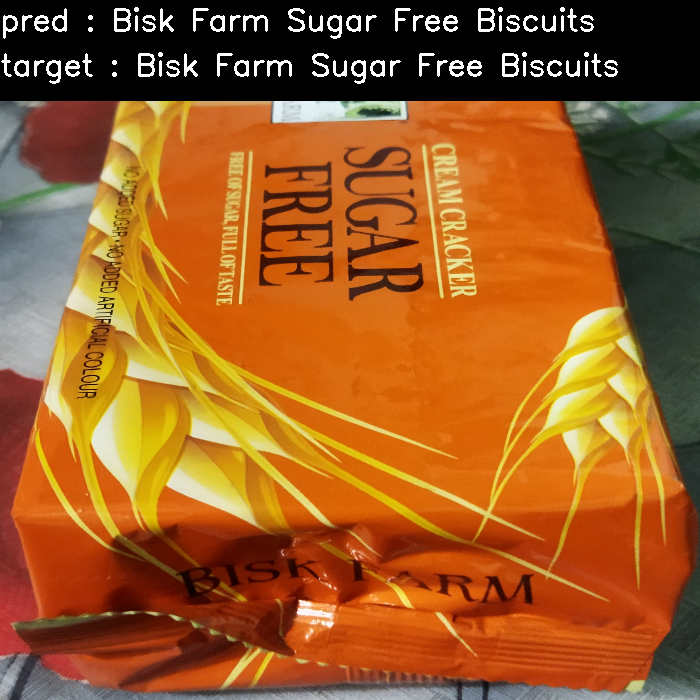 pred : Bisk Farm Sugar Free Biscuits
target : Bisk Farm Sugar Free Biscuits
CREAM CRACKER
SUGAR
FREE
FREE OF SUGAR, FULL OF TASTE
NO ADDED SUGAR • NO ADDED ARTIFICIAL COLOUR
BISK FARM